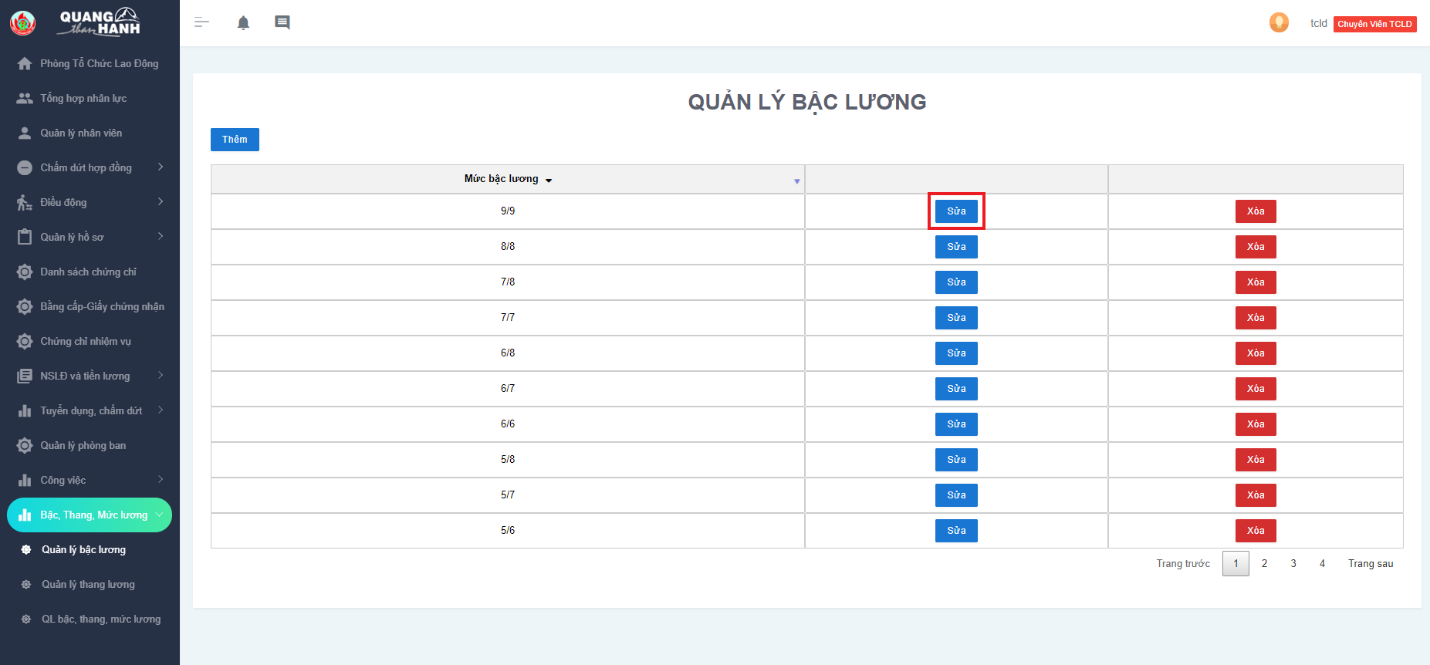 QUANG
than HANH
tcld Chuyên Viên TCLD
Phòng Tổ Chức Lao Động
Tổng hợp nhân lực
Quản lý nhân viên
Chấm dứt hợp đồng
Điều động
Quản lý hồ sơ
Danh sách chứng chỉ
Bằng cấp-Giấy chứng nhận
Chứng chỉ nhiệm vụ
NSLĐ và tiền lương
Tuyển dụng, chấm dứt
Quản lý phòng ban
Công việc
Bậc, Thang, Mức lương
Quản lý bậc lương
Quản lý thang lương
QL bậc, thang, mức lương
QUẢN LÝ BẬC LƯƠNG
Thêm
Mức bậc lương
9/9 Sửa Xóa
8/8 Sửa Xóa
7/8 Sửa Xóa
7/7 Sửa Xóa
6/8 Sửa Xóa
6/7 Sửa Xóa
6/6 Sửa Xóa
5/8 Sửa Xóa
5/7 Sửa Xóa
5/6 Sửa Xóa
Trang trước 1 2 3 4 Trang sau